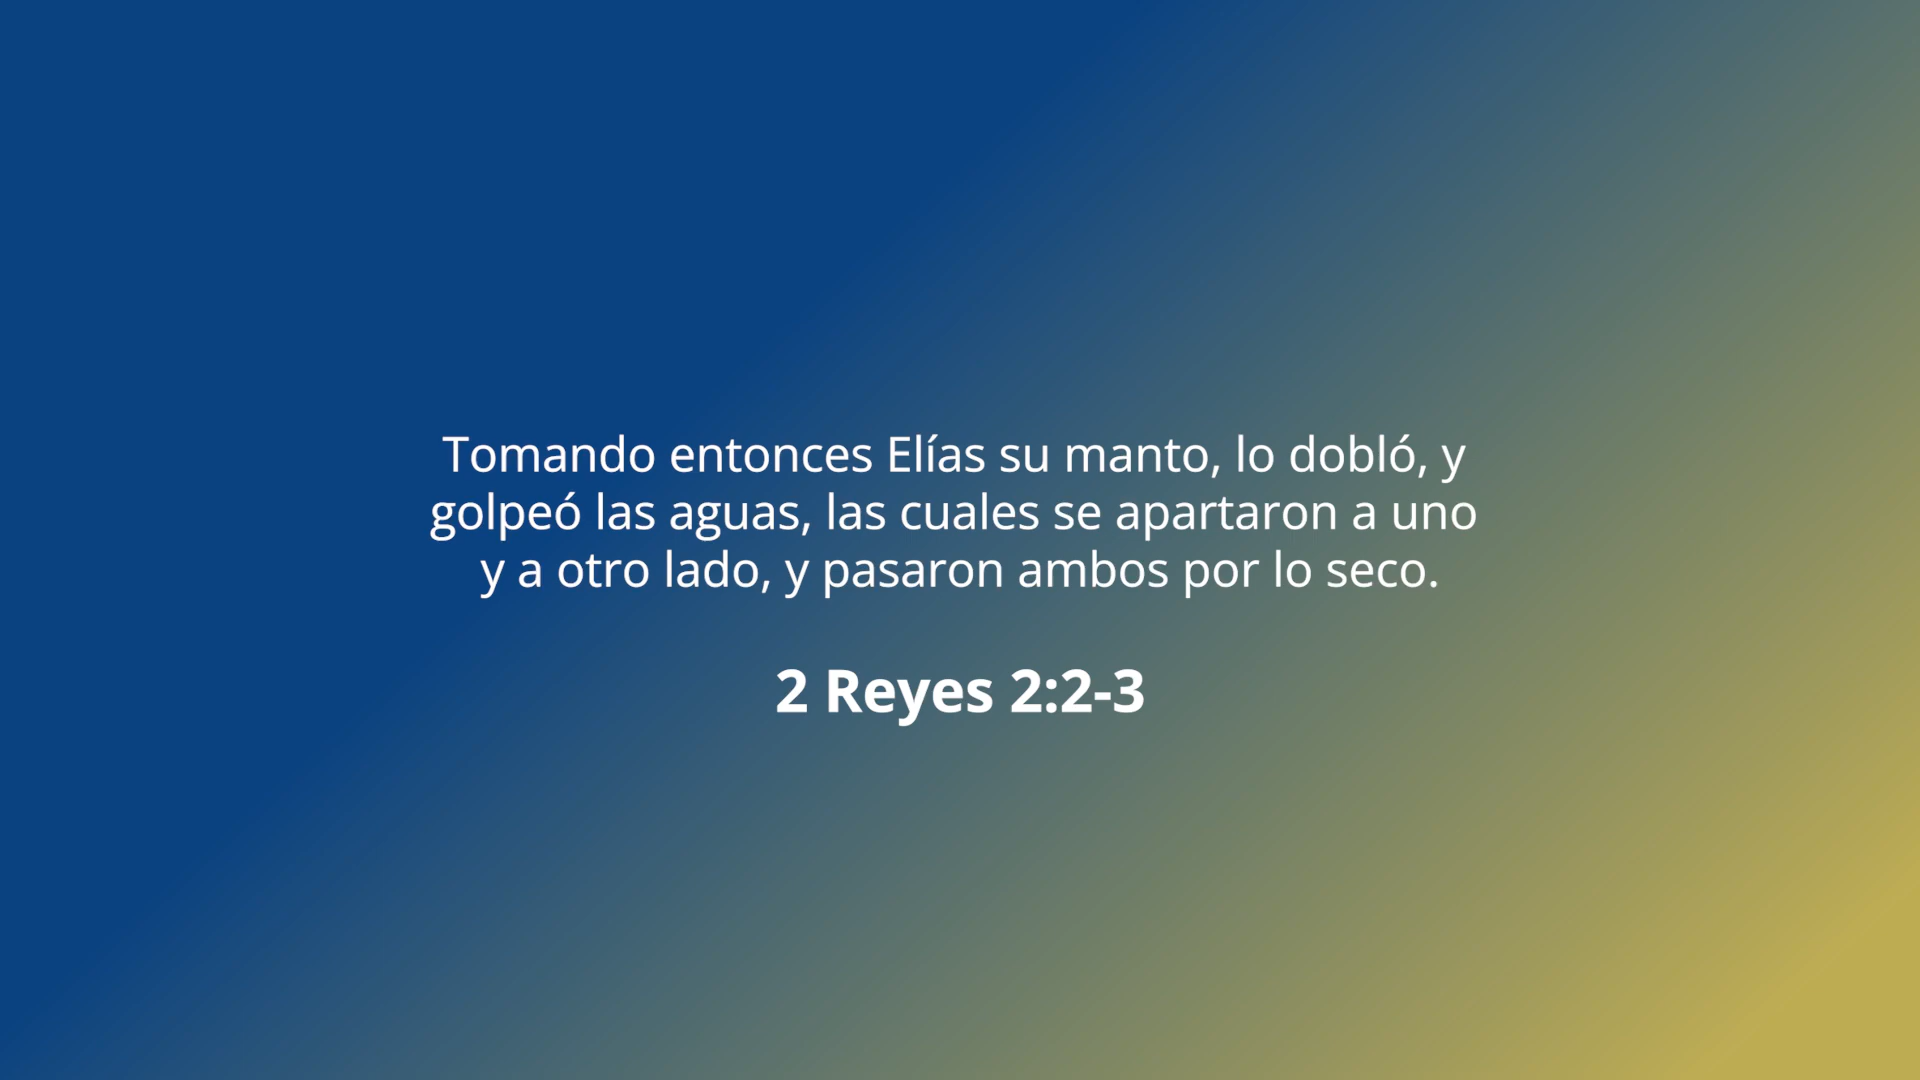 Tomando entonces Elías su manto, lo dobló, y
golpeó las aguas, las cuales se apartaron a uno
y a otro lado, y pasaron ambos por lo seco.
2 Reyes 2:2-3